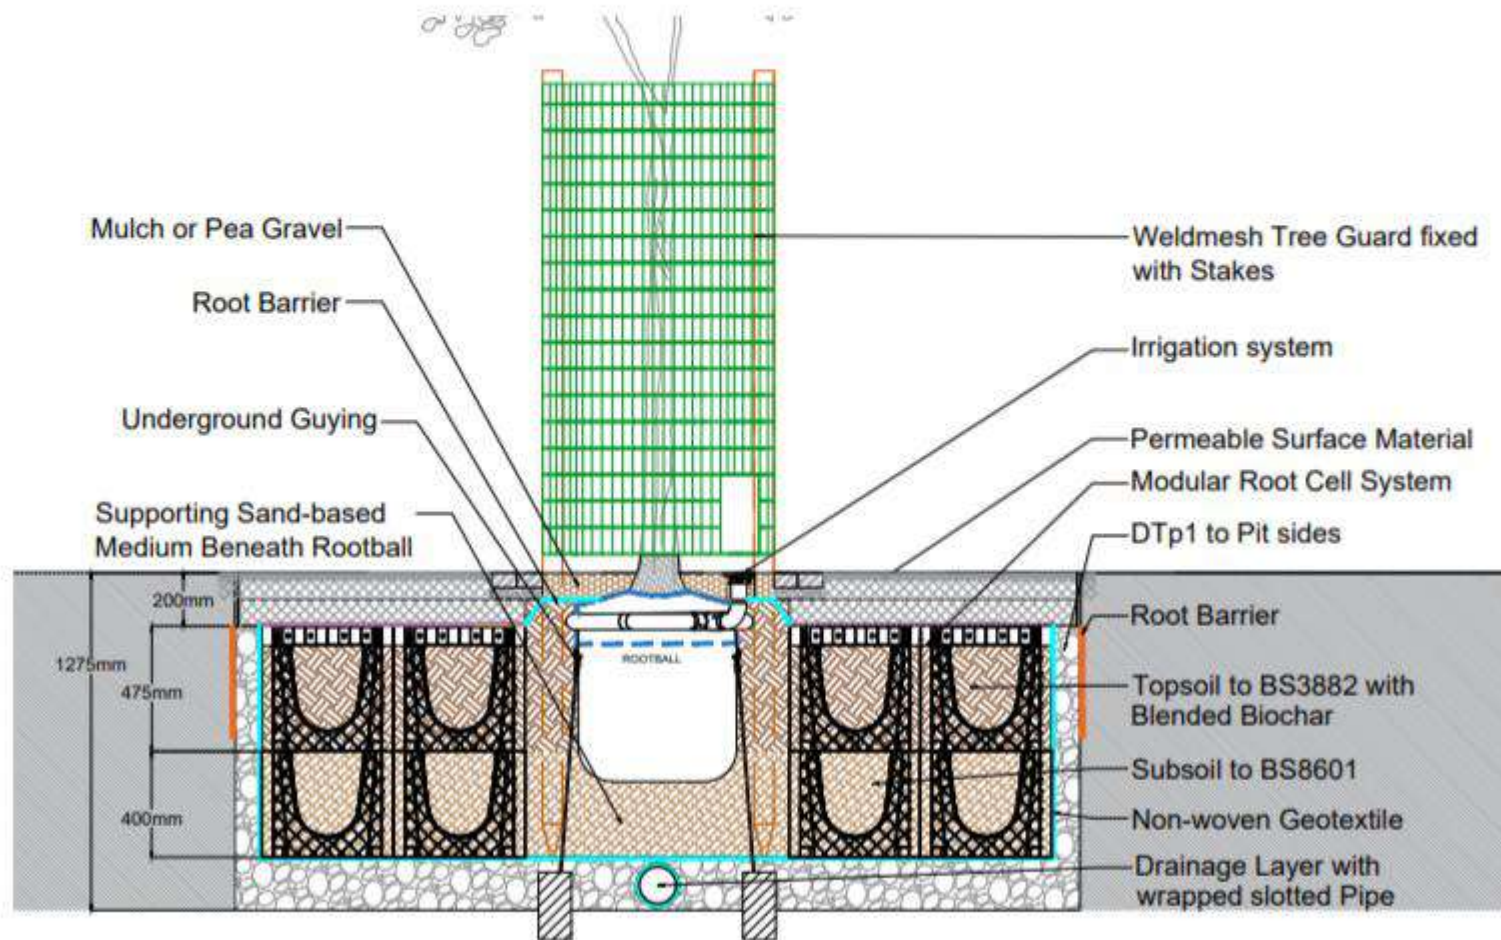 Mulch or Pea Gravel
Root Barrier
Underground Guying
Supporting Sand-based
Medium Beneath Rootball
Weldmesh Tree Guard fixed
with Stakes
Irrigation system
Permeable Surface Material
Modular Root Cell System
DTp1 to Pit sides
Root Barrier
Topsoil to BS3882 with
Blended Biochar
Subsoil to BS8601
Non-woven Geotextile
Drainage Layer with
wrapped slotted Pipe
200mm
1275mm
475mm
400mm
ROOTBALL